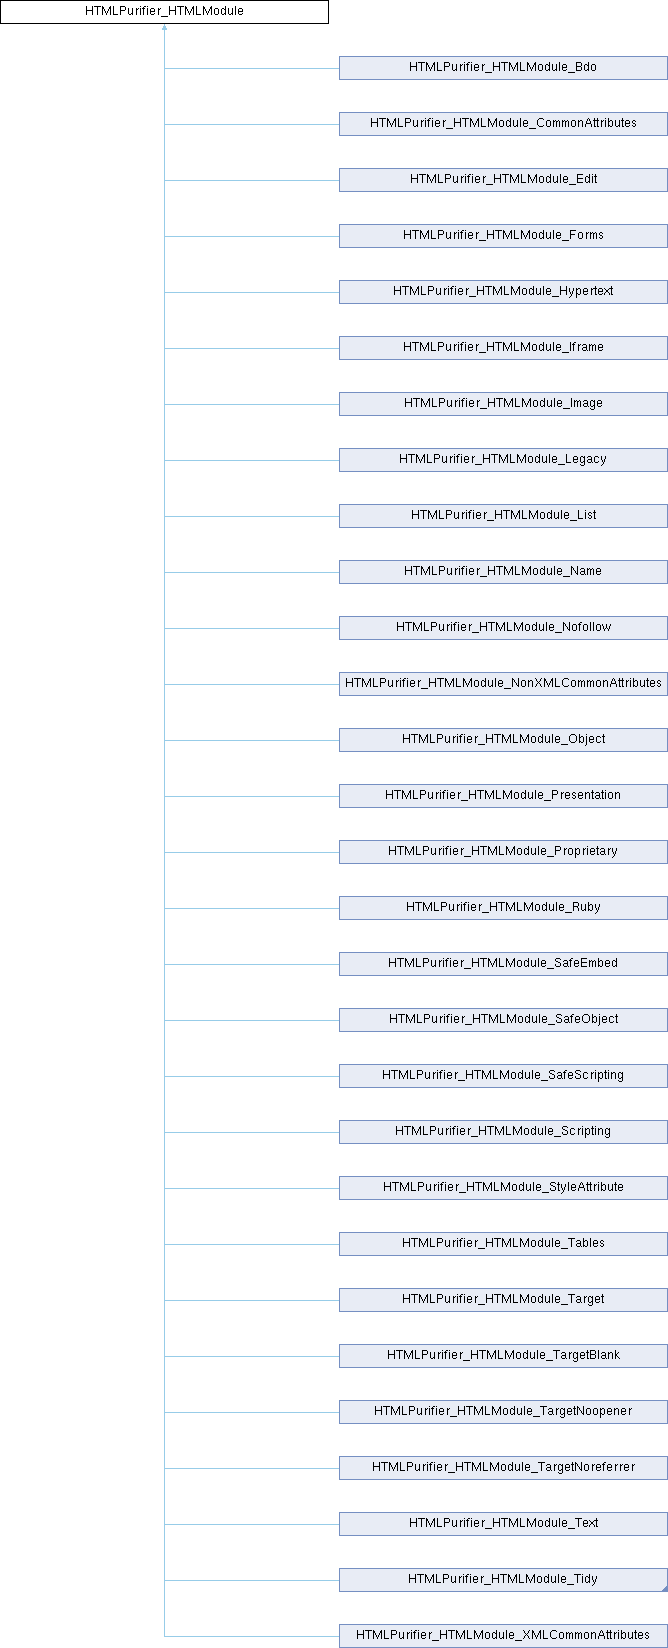 HTMLPurifier_HTMLModule
HTMLPurifier_HTMLModule_Bdo
HTMLPurifier_HTMLModule_CommonAttributes
HTMLPurifier_HTMLModule_Edit
HTMLPurifier_HTMLModule_Forms
HTMLPurifier_HTMLModule_Hypertext
HTMLPurifier_HTMLModule_Iframe
HTMLPurifier_HTMLModule_Image
HTMLPurifier_HTMLModule_Legacy
HTMLPurifier_HTMLModule_List
HTMLPurifier_HTMLModule_Name
HTMLPurifier_HTMLModule_Nofollow
HTMLPurifier_HTMLModule_NonXMLCommonAttributes
HTMLPurifier_HTMLModule_Object
HTMLPurifier_HTMLModule_Presentation
HTMLPurifier_HTMLModule_Proprietary
HTMLPurifier_HTMLModule_Ruby
HTMLPurifier_HTMLModule_SafeEmbed
HTMLPurifier_HTMLModule_SafeObject
HTMLPurifier_HTMLModule_SafeScripting
HTMLPurifier_HTMLModule_Scripting
HTMLPurifier_HTMLModule_StyleAttribute
HTMLPurifier_HTMLModule_Tables
HTMLPurifier_HTMLModule_Target
HTMLPurifier_HTMLModule_TargetBlank
HTMLPurifier_HTMLModule_TargetNoopener
HTMLPurifier_HTMLModule_TargetNoreferrer
HTMLPurifier_HTMLModule_Text
HTMLPurifier_HTMLModule_Tidy
HTMLPurifier_HTMLModule_XMLCommonAttributes